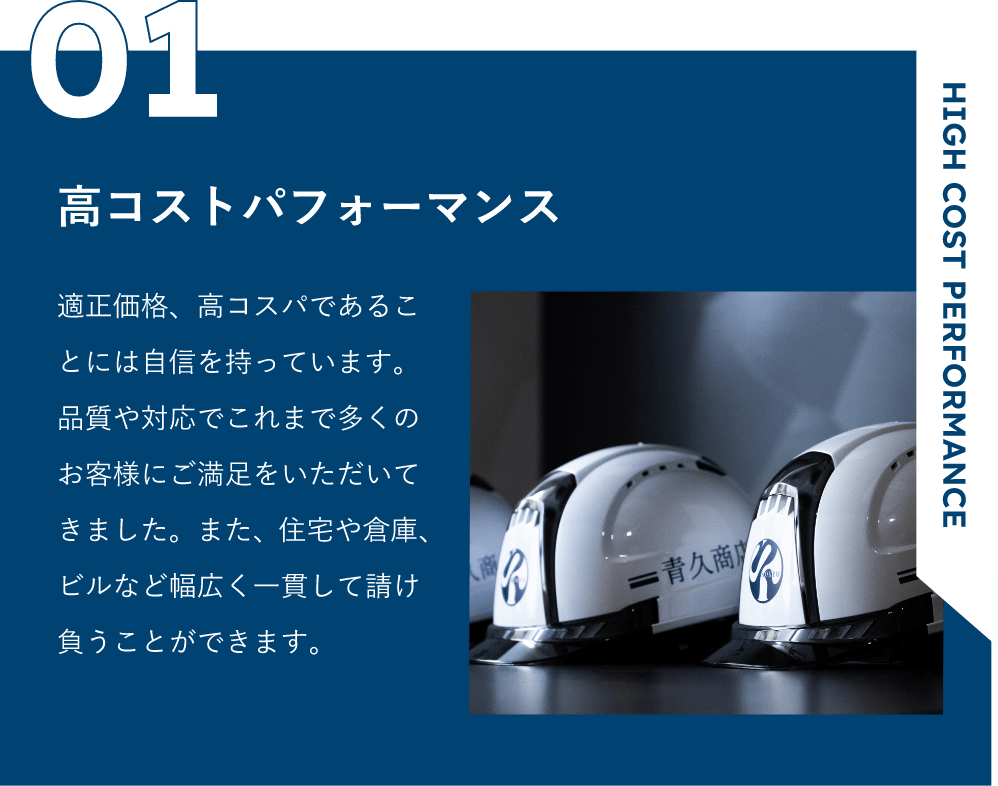 01
高コストパフォーマンス
適正価格、高コスパであるこ
とには自信を持っています。
品質や対応でこれまで多くの
お客様にご満足をいただいて
きました。また、住宅や倉庫、
ビルなど幅広く一貫して請け
負うことができます。
HIGH COST PERFORMANCE
久商
青久商店